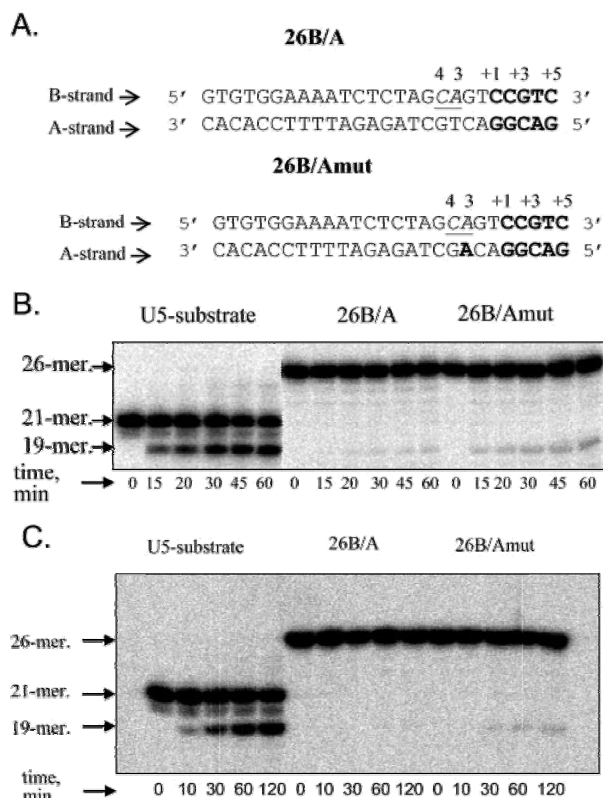 A.
26B/A
4 3 +1 +3 +5
B-strand → 5′ GTGTGGAAAATCTCTAGCAGTCCGTC 3′
A-strand → 3′ CACACCTTTTAGAGATCGTCAGGCAG 5′
26B/Amut
4 3 +1 +3 +5
B-strand → 5′ GTGTGGAAAATCTCTAGCAGTCCGTC 3′
A-strand → 3′ CACACCTTTTAGAGATCGACAGGCAG 5′
B.
U5-substrate 26B/A 26B/Amut
26-mer.
21-mer.
19-mer.
time, min 0 15 20 30 45 60 0 15 20 30 45 60 0 15 20 30 45 60
C.
U5-substrate 26B/A 26B/Amut
26-mer.
21-mer.
19-mer.
time, min 0 10 30 60 120 0 10 30 60 120 0 10 30 60 120